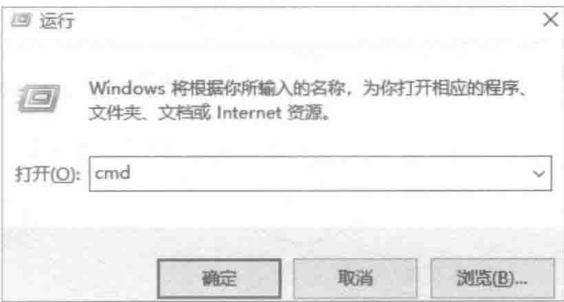 运行
Windows 将根据你所输入的名称，为你打开相应的程序、
文件夹、文档或 Internet 资源。
打开(O): cmd
确定 取消 浏览(B)...